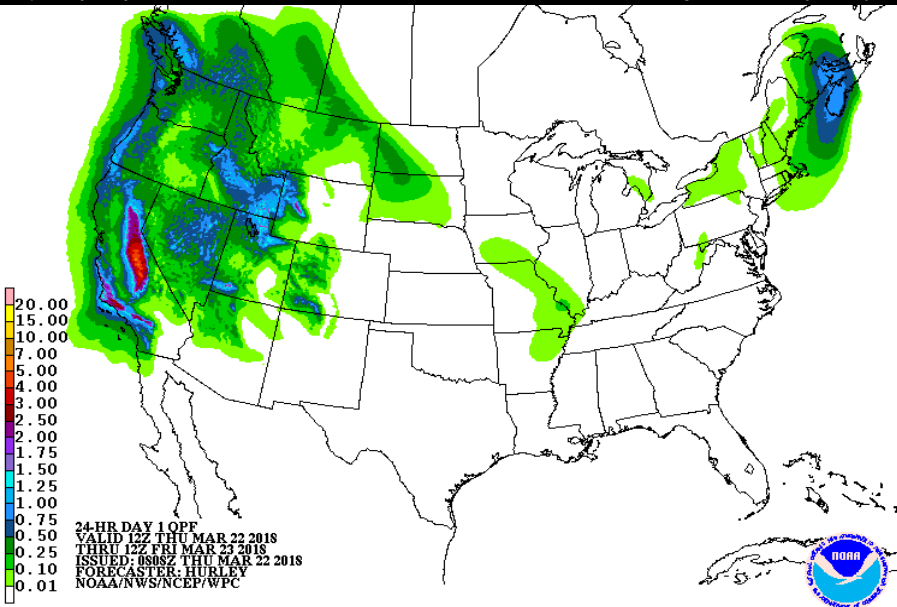 20.00
15.00
10.00
7.00
5.00
4.00
3.00
2.50
2.00
1.75
1.50
1.25
1.00
0.75
0.50
0.25
0.10
0.01
24-HR DAY 1 QPF
VALID 12Z THU MAR 22 2018
THRU 12Z FRI MAR 23 2018
ISSUED: 0808Z THU MAR 22 2018
FORECASTER: HURLEY
NOAA/NWS/NCEP/WPC
NOAA